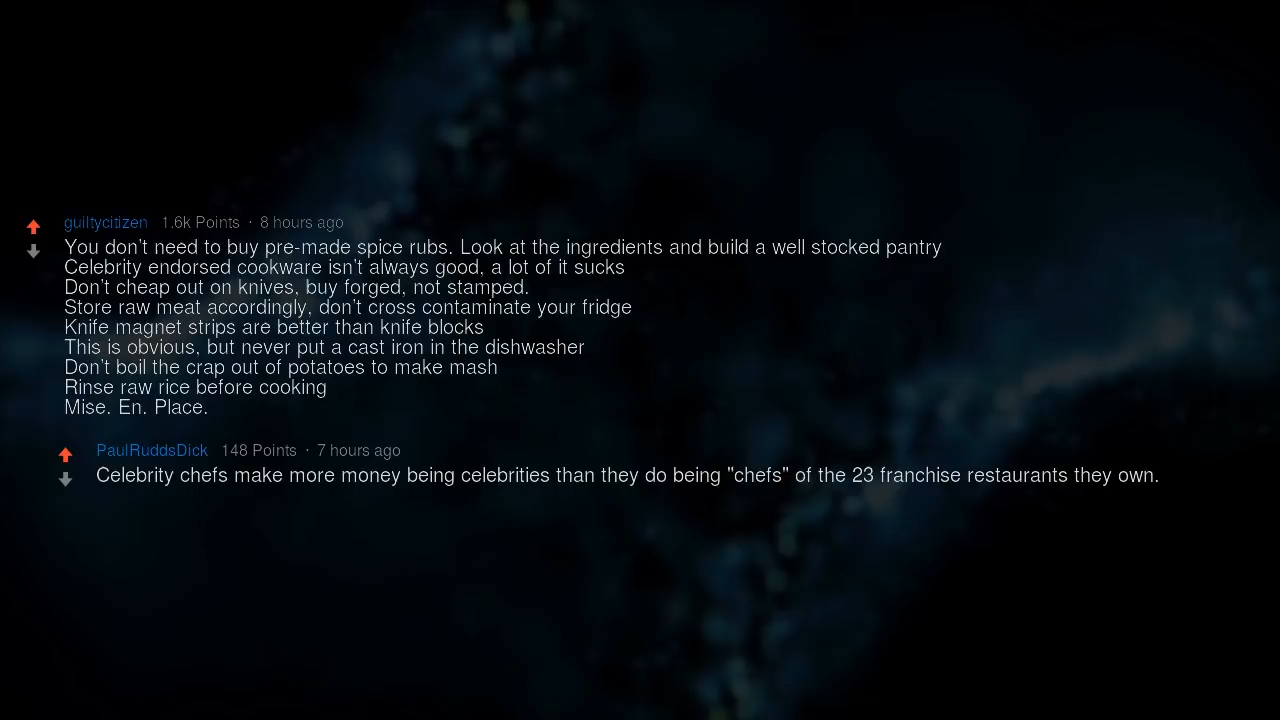 guiltycitizen 1.6k Points · 8 hours ago
You don't need to buy pre-made spice rubs. Look at the ingredients and build a well stocked pantry
Celebrity endorsed cookware isn't always good, a lot of it sucks
Don't cheap out on knives, buy forged, not stamped.
Store raw meat accordingly, don't cross contaminate your fridge
Knife magnet strips are better than knife blocks
This is obvious, but never put a cast iron in the dishwasher
Don't boil the crap out of potatoes to make mash
Rinse raw rice before cooking
Mise. En. Place.
PaulRuddsDick 148 Points · 7 hours ago
Celebrity chefs make more money being celebrities than they do being "chefs" of the 23 franchise restaurants they own.